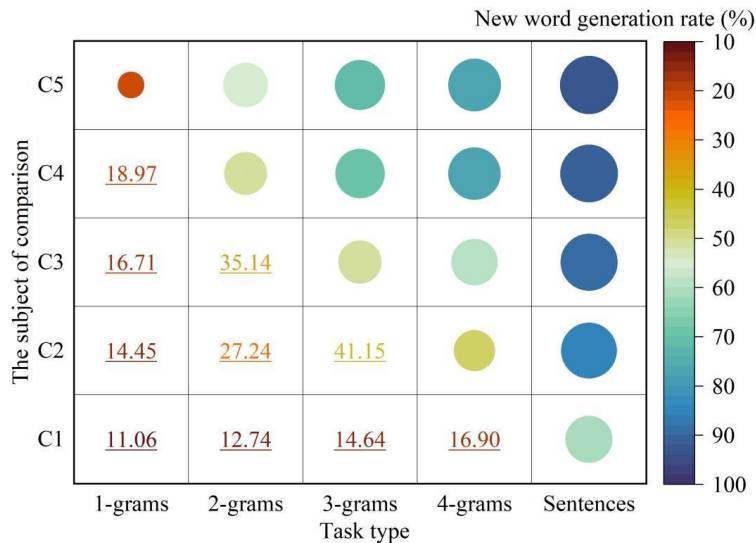 New word generation rate (%)
The subject of comparison
C5
C4
18.97
C3
16.71 35.14
C2
14.45 27.24 41.15
C1
11.06 12.74 14.64 16.90
1-grams 2-grams 3-grams 4-grams Sentences
Task type
10
20
30
40
50
60
70
80
90
100